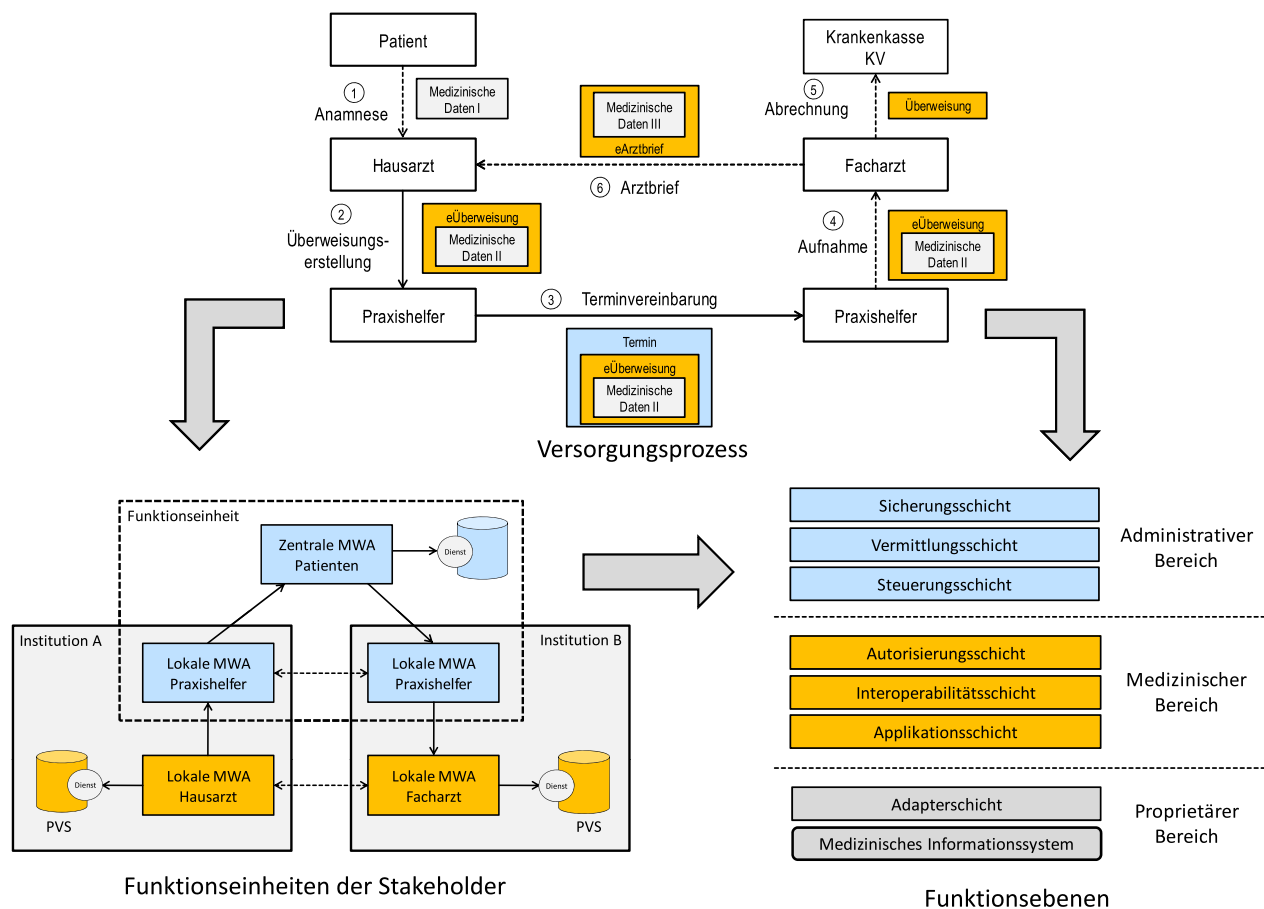 Patient
Krankenkasse
KV
1
Anamnese
Medizinische
Daten I
Medizinische
Daten III
eArztbrief
5
Abrechnung
Überweisung
Hausarzt
Facharzt
6 Arztbrief
2
Überweisungs-
erstellung
eÜberweisung
Medizinische
Daten II
4
Aufnahme
eÜberweisung
Medizinische
Daten II
Praxishelfer
3 Terminvereinbarung
Praxishelfer
Termin
eÜberweisung
Medizinische
Daten II
Versorgungsprozess
Funktionseinheit
Zentrale MWA
Patienten
Dienst
Institution A
Institution B
Lokale MWA
Praxishelfer
Lokale MWA
Praxishelfer
Dienst
PVS
Lokale MWA
Hausarzt
Lokale MWA
Facharzt
Dienst
PVS
Funktionseinheiten der Stakeholder
Sicherungsschicht
Vermittlungsschicht
Steuerungsschicht
Administrativer
Bereich
Autorisierungsschicht
Interoperabilitätsschicht
Applikationsschicht
Medizinischer
Bereich
Adapterschicht
Medizinisches Informationssystem
Proprietärer
Bereich
Funktionsebenen